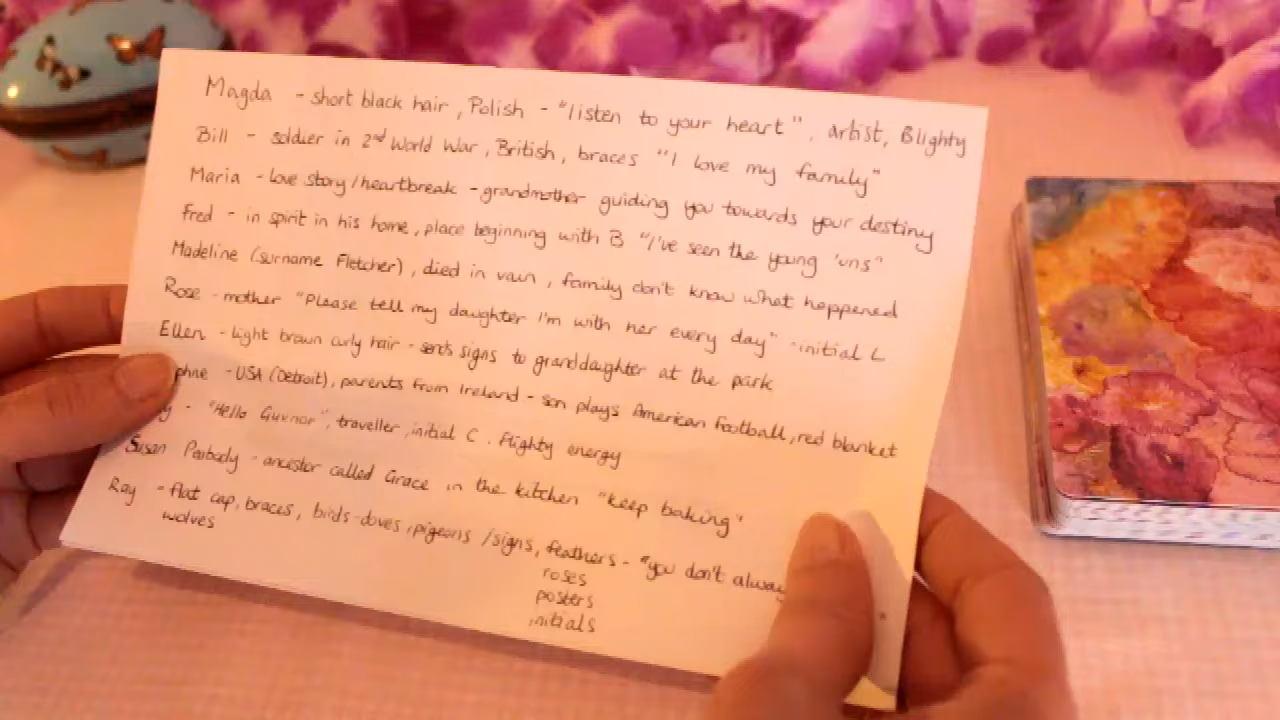 Magda - short black hair, Polish - "listen to your heart", artist, Blighty
Bill - soldier in 2nd World War, British, braces "I love my family"
Maria - love story/heartbreak - grandmother guiding you towards your destiny
Fred - in spirit in his home, place beginning with B "I've seen the young 'uns"
Madeline (surname Fletcher), died in vain, family don't know what happened
Rose - mother "Please tell my daughter I'm with her every day" - initial L
Ellen - light brown curly hair - sends signs to granddaughter at the park
phne - USA (Detroit), parents from Ireland - son plays American football, red blanket
y - "Hello Guvnor", traveller, initial C. flighty energy
Susan Peabody - ancestor called Grace in the kitchen "keep baking"
Ray - flat cap, braces, birds-doves, pigeons /signs, feathers - "you don't alway
wolves
roses
posters
initials